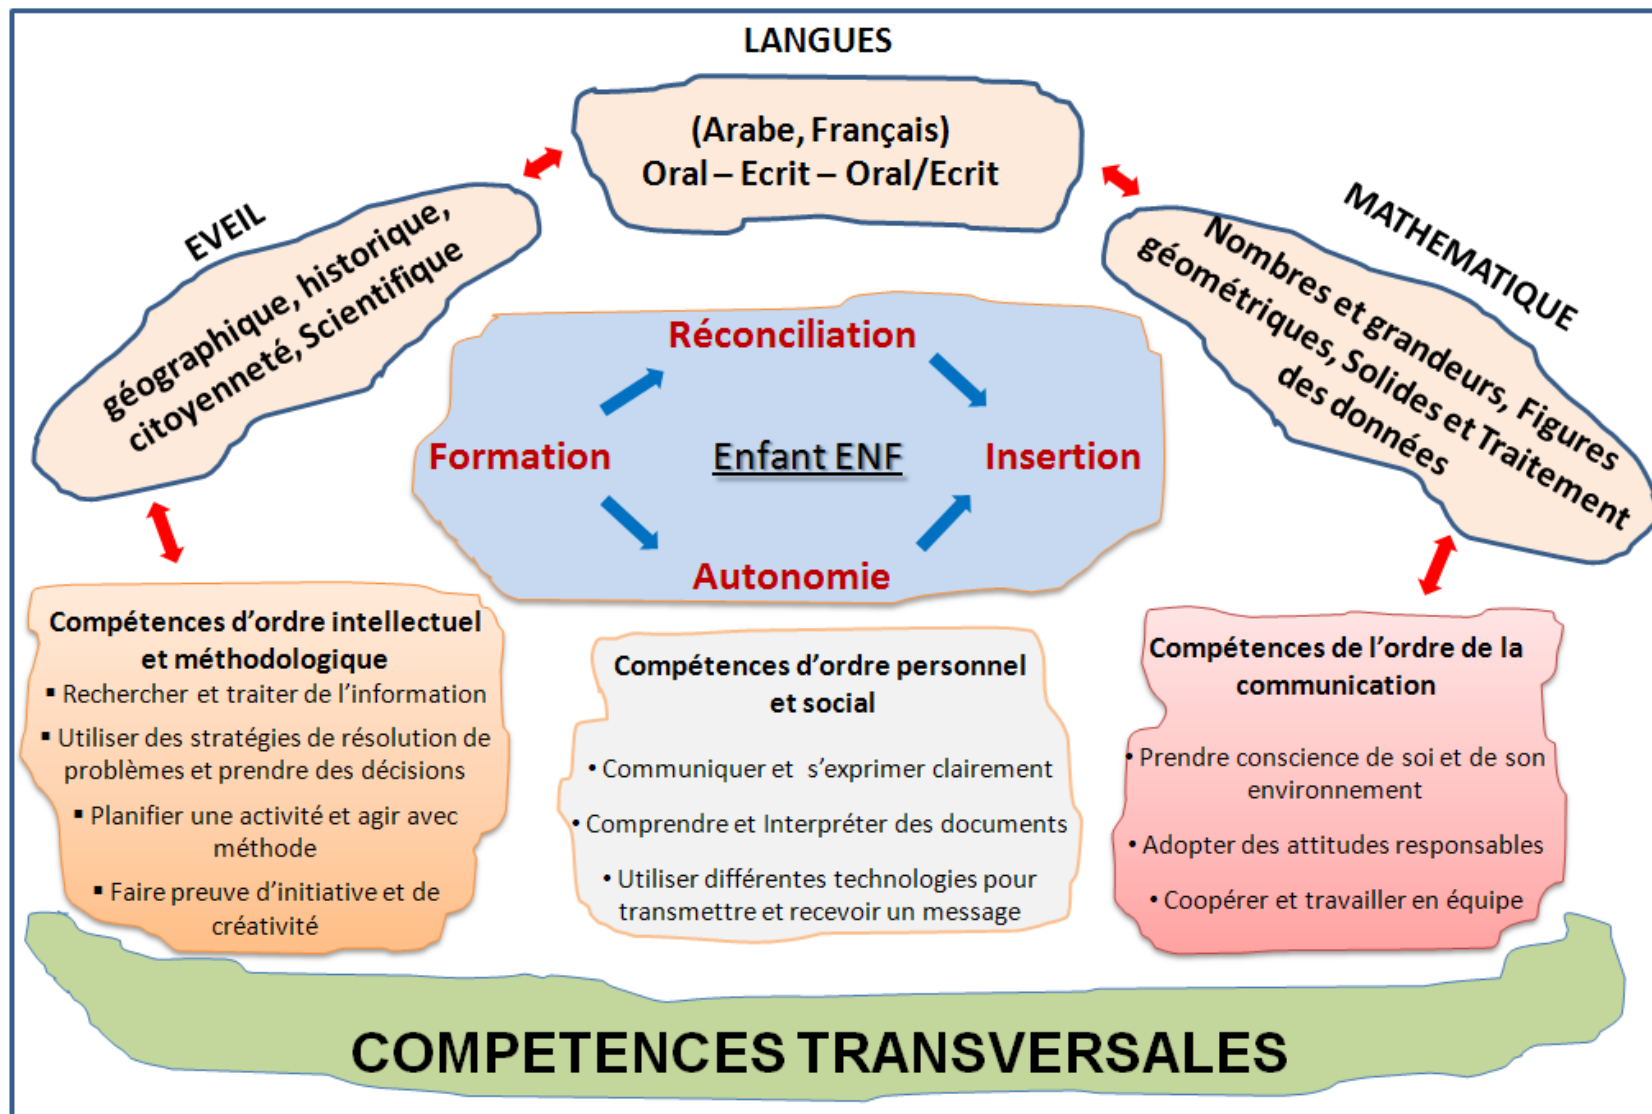 LANGUES
(Arabe, Français)
Oral – Ecrit – Oral/Ecrit
EVEIL
géographique, historique,
citoyenneté, Scientifique
MATHEMATIQUE
Nombres et grandeurs, Figures
géométriques, Solides et Traitement
des données
Réconciliation
Formation
Enfant ENF
Insertion
Autonomie
Compétences d’ordre intellectuel
et méthodologique
▪ Rechercher et traiter de l’information
▪ Utiliser des stratégies de résolution de
problèmes et prendre des décisions
▪ Planifier une activité et agir avec
méthode
▪ Faire preuve d’initiative et de
créativité
Compétences d’ordre personnel
et social
• Communiquer et s’exprimer clairement
• Comprendre et Interpréter des documents
• Utiliser différentes technologies pour
transmettre et recevoir un message
Compétences de l’ordre de la
communication
• Prendre conscience de soi et de son
environnement
• Adopter des attitudes responsables
• Coopérer et travailler en équipe
COMPETENCES TRANSVERSALES